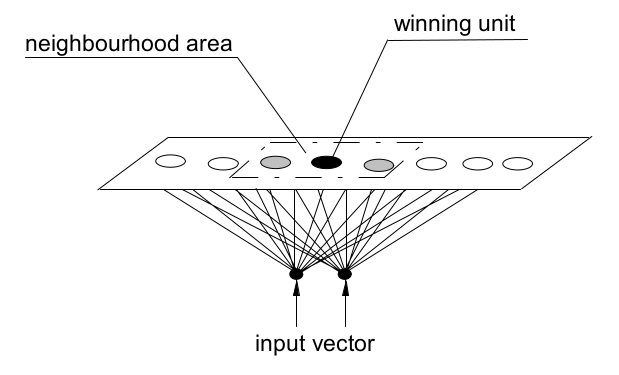 winning unit
neighbourhood area
input vector